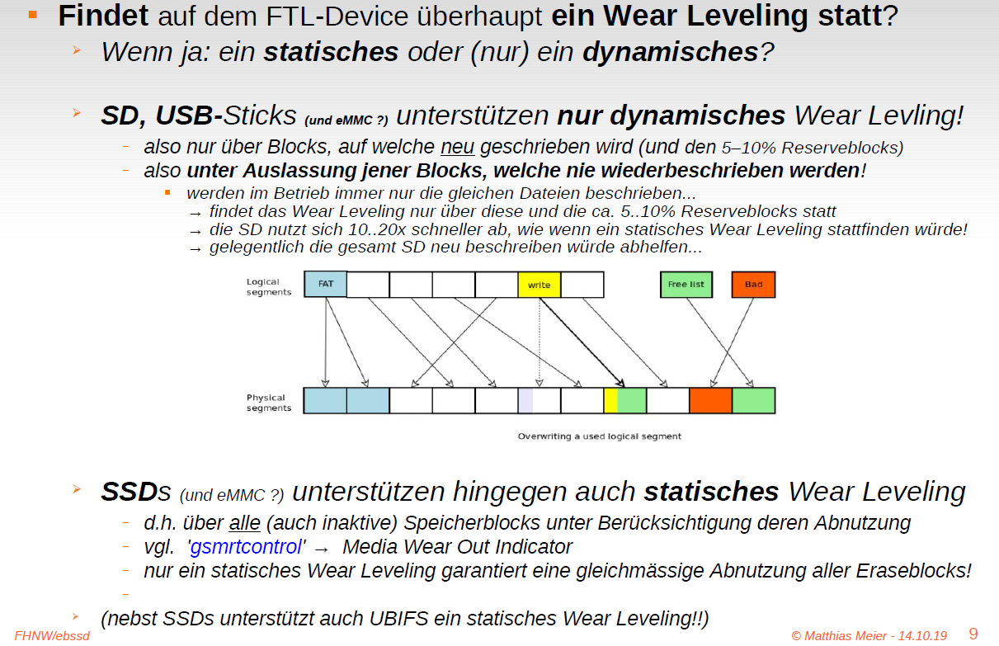 ▪ Findet auf dem FTL-Device überhaupt ein Wear Leveling statt?
➢ Wenn ja: ein statisches oder (nur) ein dynamisches?
➢ SD, USB-Sticks (und eMMC ?) unterstützen nur dynamisches Wear Levling!
– also nur über Blocks, auf welche neu geschrieben wird (und den 5–10% Reserveblocks)
– also unter Auslassung jener Blocks, welche nie wiederbeschrieben werden!
▪ werden im Betrieb immer nur die gleichen Dateien beschrieben...
→ findet das Wear Leveling nur über diese und die ca. 5..10% Reserveblocks statt
→ die SD nutzt sich 10..20x schneller ab, wie wenn ein statisches Wear Leveling stattfinden würde!
→ gelegentlich die gesamt SD neu beschreiben würde abhelfen...
Logical
segments
FAT
write
Free list
Bad
Physical
segments
Overwriting a used logical segment
➢ SSDs (und eMMC ?) unterstützen hingegen auch statisches Wear Leveling
– d.h. über alle (auch inaktive) Speicherblocks unter Berücksichtigung deren Abnutzung
– vgl. 'gsmrtcontrol' → Media Wear Out Indicator
– nur ein statisches Wear Leveling garantiert eine gleichmässige Abnutzung aller Eraseblocks!
–
➢ (nebst SSDs unterstützt auch UBIFS ein statisches Wear Leveling!!)
FHNW/ebssd
© Matthias Meier - 14.10.19 9